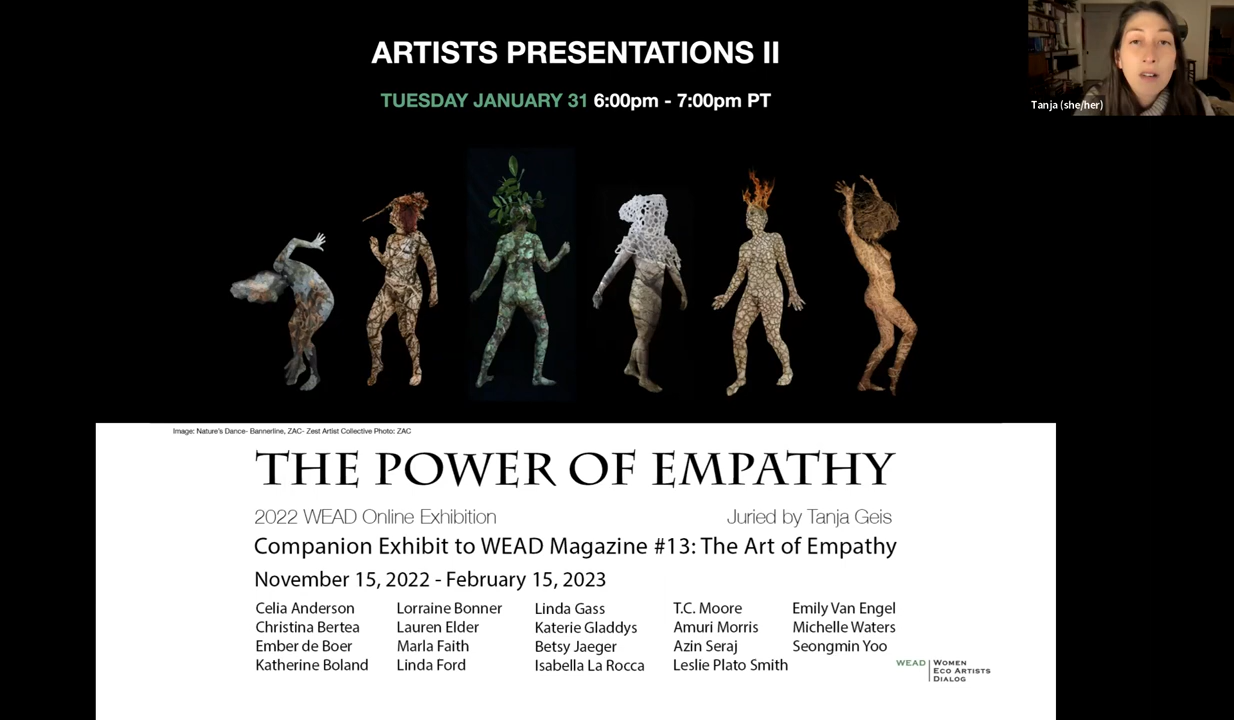 ARTISTS PRESENTATIONS II
TUESDAY JANUARY 31 6:00pm - 7:00pm PT
Tanja (she/her)
Image: Nature's Dance- Bannerline, ZAC- Zest Artist Collective Photo: ZAC
THE POWER OF EMPATHY
2022 WEAD Online Exhibition
Juried by Tanja Geis
Companion Exhibit to WEAD Magazine #13: The Art of Empathy
November 15, 2022 - February 15, 2023
Celia Anderson
Christina Bertea
Ember de Boer
Katherine Boland
Lorraine Bonner
Lauren Elder
Marla Faith
Linda Ford
Linda Gass
Katerie Gladdys
Betsy Jaeger
Isabella La Rocca
T.C. Moore
Amuri Morris
Azin Seraj
Leslie Plato Smith
Emily Van Engel
Michelle Waters
Seongmin Yoo
WEAD
WOMEN
ECO ARTISTS
DIALOG